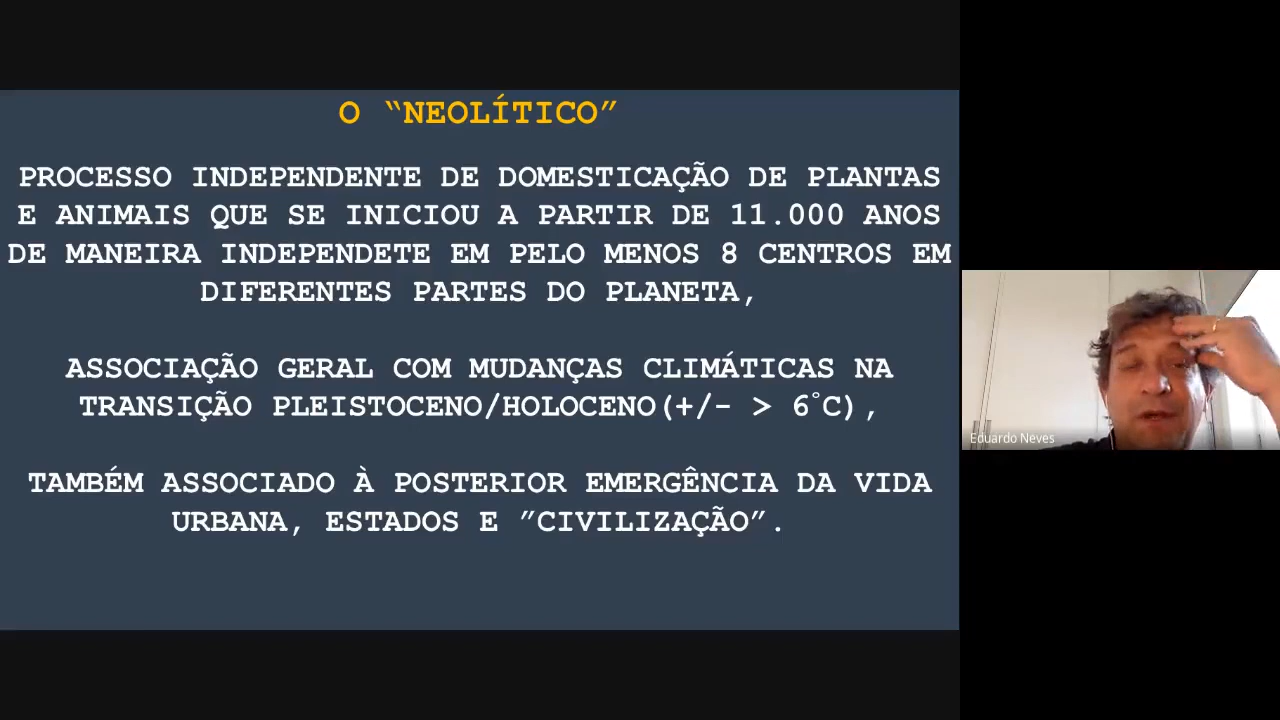 O “NEOLÍTICO”
PROCESSO INDEPENDENTE DE DOMESTICAÇÃO DE PLANTAS
E ANIMAIS QUE SE INICIOU A PARTIR DE 11.000 ANOS
DE MANEIRA INDEPENDETE EM PELO MENOS 8 CENTROS EM
DIFERENTES PARTES DO PLANETA,
ASSOCIAÇÃO GERAL COM MUDANÇAS CLIMÁTICAS NA
TRANSIÇÃO PLEISTOCENO/HOLOCENO(+/- > 6°C),
TAMBÉM ASSOCIADO À POSTERIOR EMERGÊNCIA DA VIDA
URBANA, ESTADOS E ”CIVILIZAÇÃO”.
Eduardo Neves